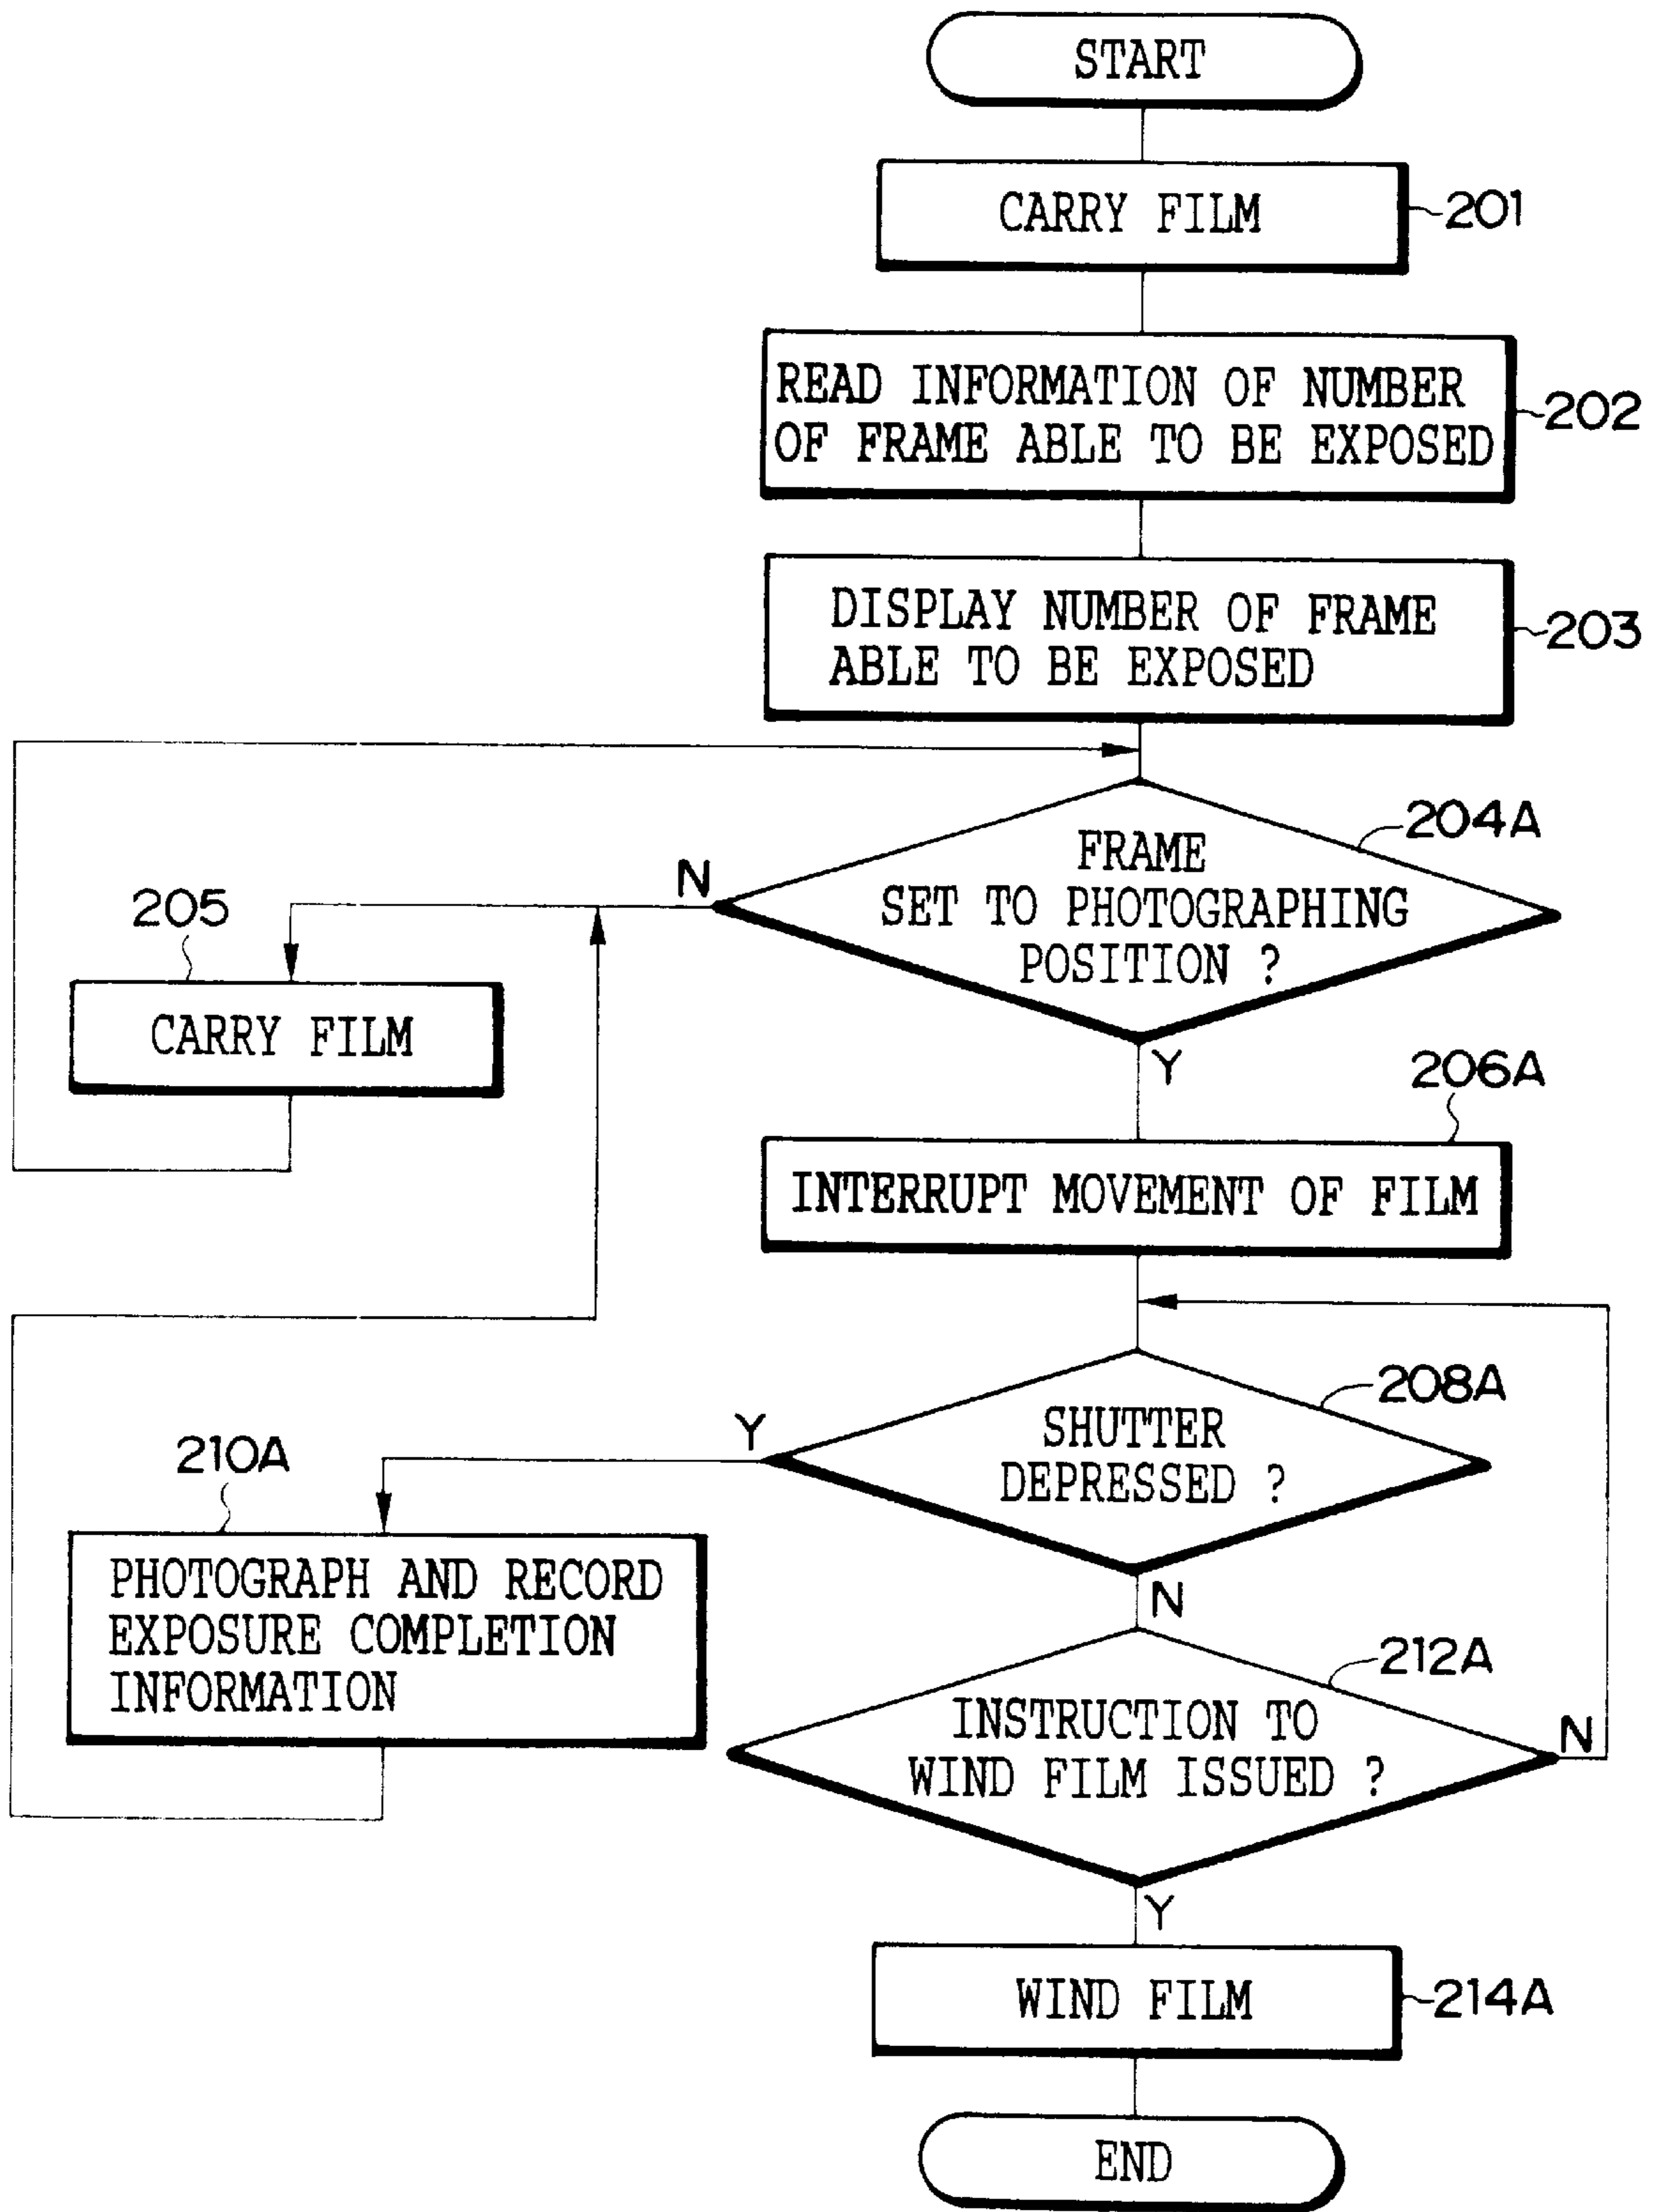 START
CARRY FILM
201
READ INFORMATION OF NUMBER
OF FRAME ABLE TO BE EXPOSED
202
DISPLAY NUMBER OF FRAME
ABLE TO BE EXPOSED
203
204A
FRAME
SET TO PHOTOGRAPHING
POSITION ?
N
205
CARRY FILM
Y
206A
INTERRUPT MOVEMENT OF FILM
208A
SHUTTER
DEPRESSED ?
Y
210A
PHOTOGRAPH AND RECORD
EXPOSURE COMPLETION
INFORMATION
N
212A
INSTRUCTION TO
WIND FILM ISSUED ?
N
Y
WIND FILM
214A
END